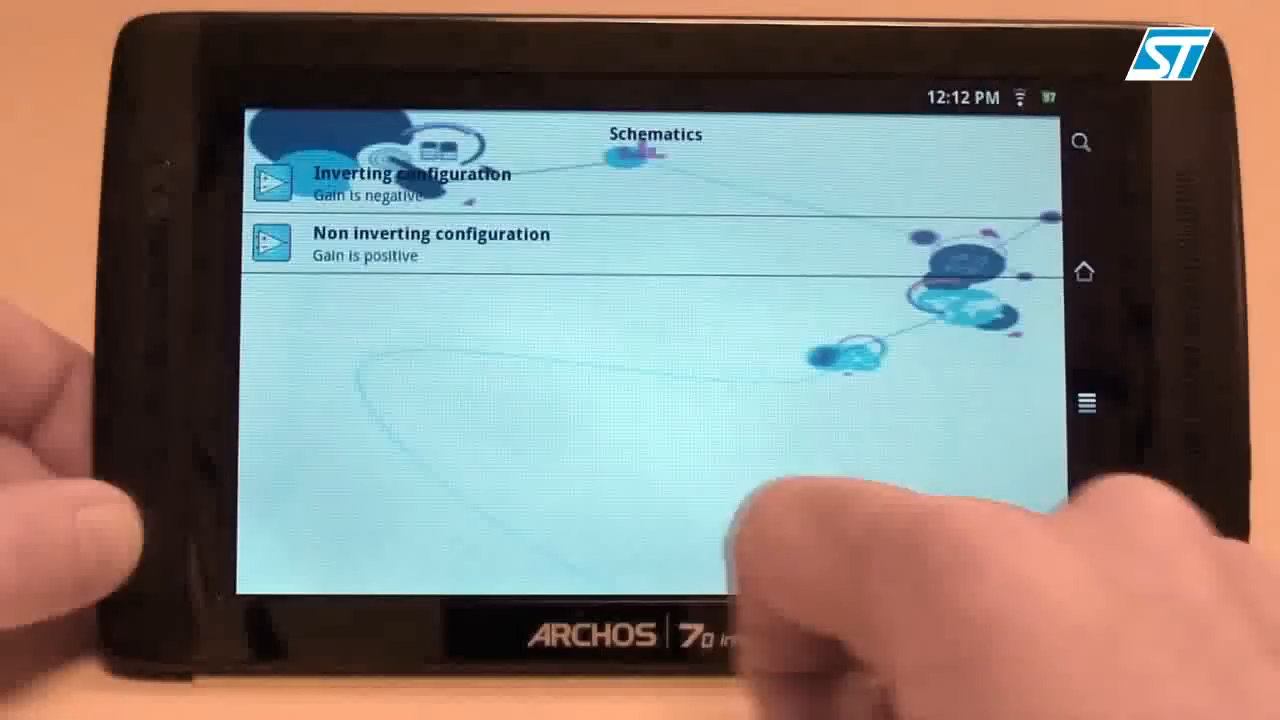 ST
12:12 PM
Schematics
Inverting configuration
Gain is negative
Non inverting configuration
Gain is positive
ARCHOS 70